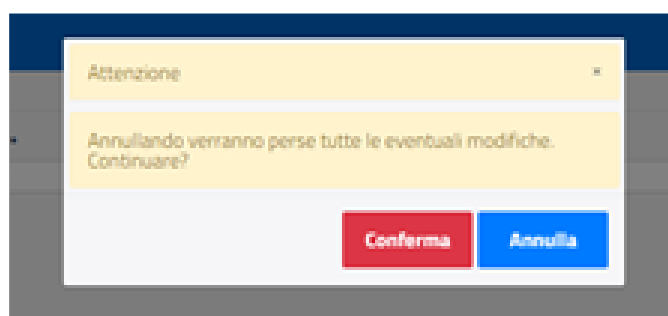 Attenzione ×
Annullando verranno perse tutte le eventuali modifiche.
Continuare?
Conferma Annulla